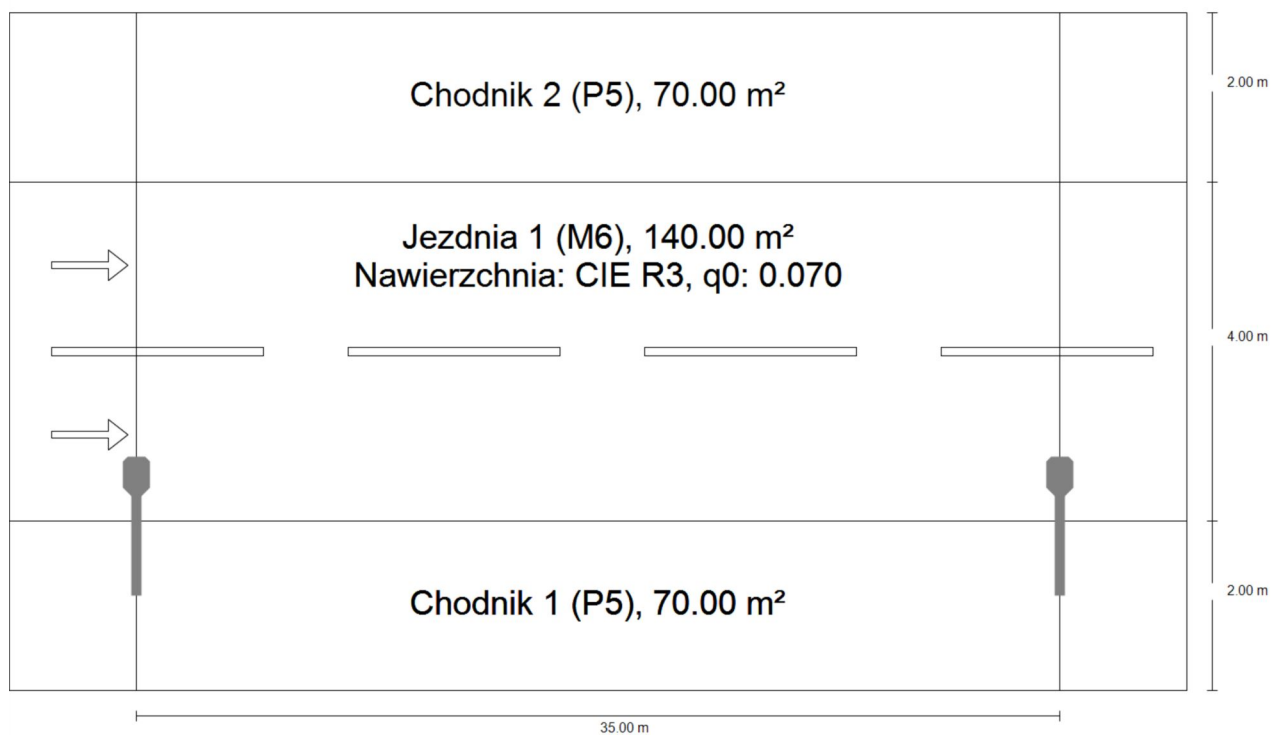 Chodnik 2 (P5), 70.00 m²
2.00 m
Jezdnia 1 (M6), 140.00 m²
Nawierzchnia: CIE R3, q0: 0.070
4.00 m
Chodnik 1 (P5), 70.00 m²
2.00 m
35.00 m